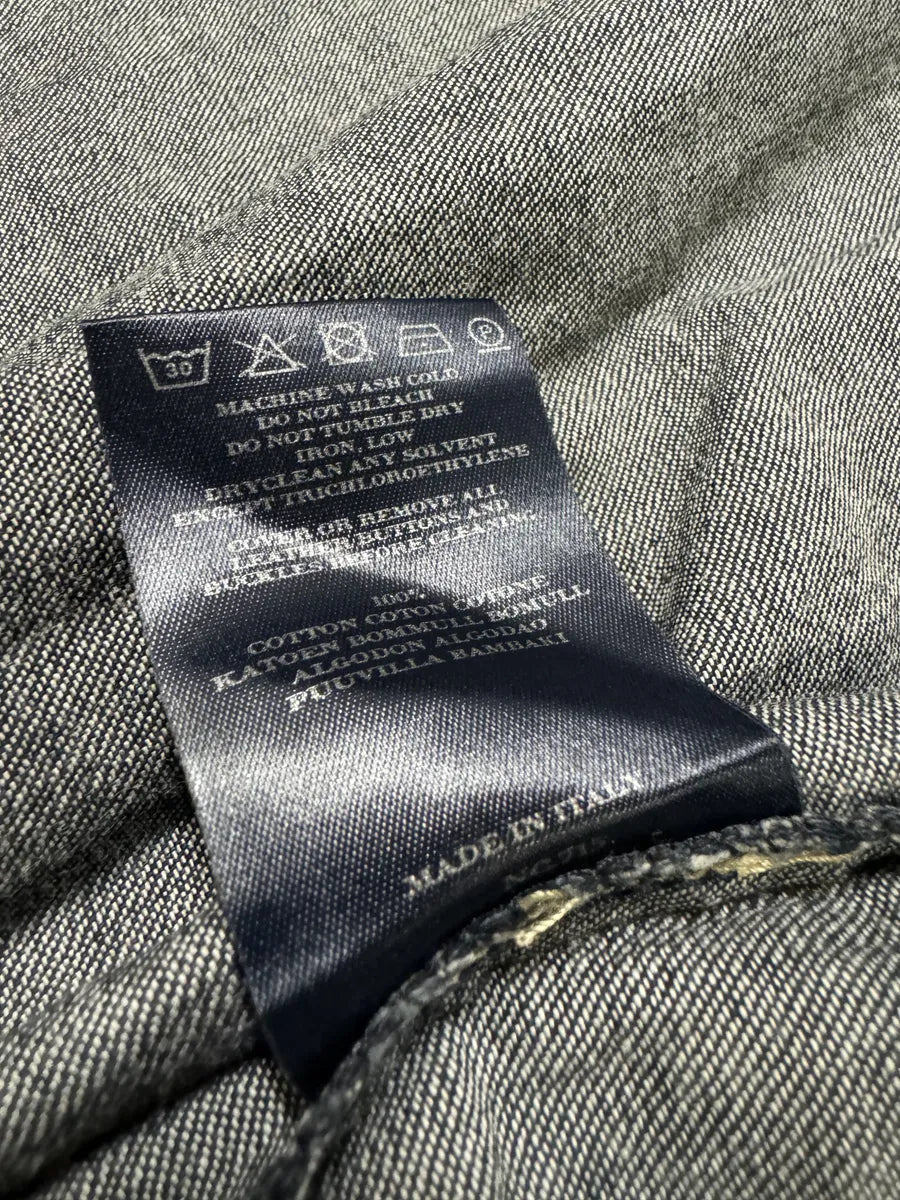 30 P
MACHINE WASH COLD
DO NOT BLEACH
DO NOT TUMBLE DRY
IRON, LOW
DRYCLEAN ANY SOLVENT
EXCEPT TRICHLOROETHYLENE
COVER OR REMOVE ALL
LEATHER BUTTONS AND
BUCKLES BEFORE CLEANING.
100%
COTTON COTON COTONE
KATOEN BOMMULL BOMULL
ALGODON ALGODAO
PUUVILLA BAMBAKI
MADE IN ITALY